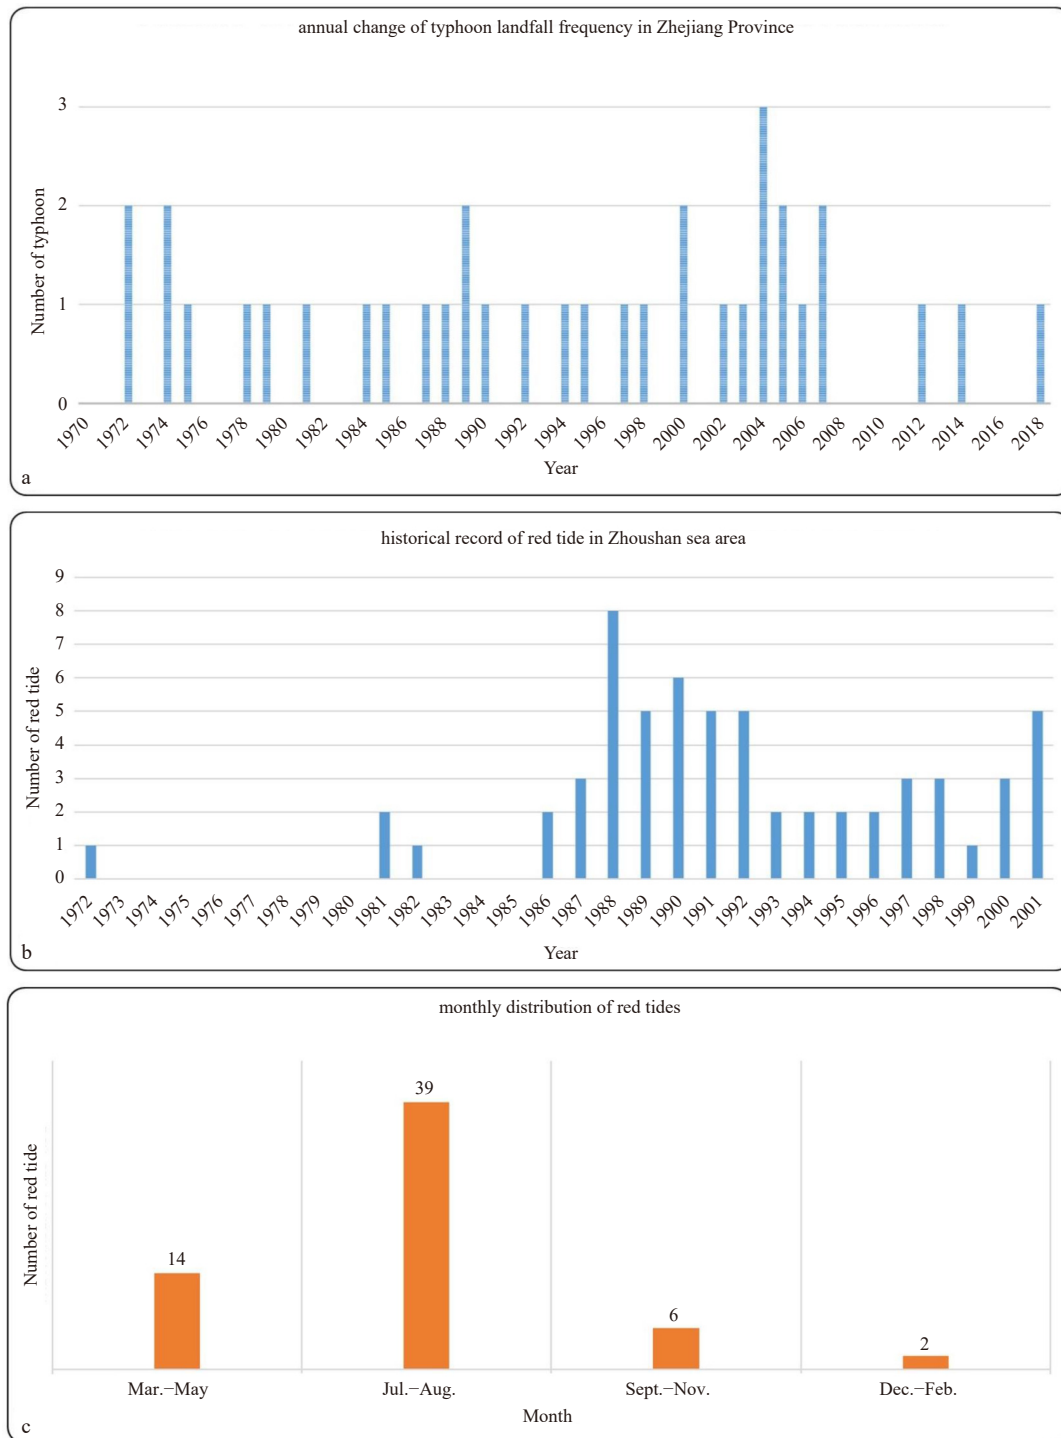 annual change of typhoon landfall frequency in Zhejiang Province
3
2
1
0
Number of typhoon
1970 1972 1974 1976 1978 1980 1982 1984 1986 1988 1990 1992 1994 1996 1998 2000 2002 2004 2006 2008 2010 2012 2014 2016 2018
Year
a
historical record of red tide in Zhoushan sea area
9
8
7
6
5
4
3
2
1
0
Number of red tide
1972 1973 1974 1975 1976 1977 1978 1979 1980 1981 1982 1983 1984 1985 1986 1987 1988 1989 1990 1991 1992 1993 1994 1995 1996 1997 1998 1999 2000 2001
Year
b
monthly distribution of red tides
Number of red tide
14 39 6 2
Mar.−May Jul.−Aug. Sept.−Nov. Dec.−Feb.
Month
c